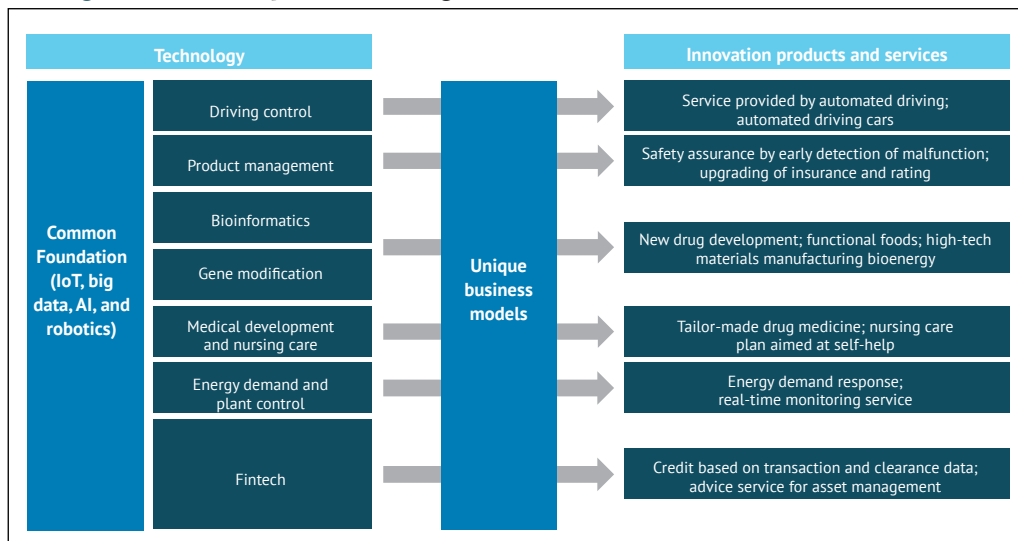 Technology
Innovation products and services
Common
Foundation
(IoT, big
data, AI, and
robotics)
Driving control
Product management
Bioinformatics
Gene modification
Medical development
and nursing care
Energy demand and
plant control
Fintech
Unique
business
models
Service provided by automated driving;
automated driving cars
Safety assurance by early detection of malfunction;
upgrading of insurance and rating
New drug development; functional foods; high-tech
materials manufacturing bioenergy
Tailor-made drug medicine; nursing care
plan aimed at self-help
Energy demand response;
real-time monitoring service
Credit based on transaction and clearance data;
advice service for asset management